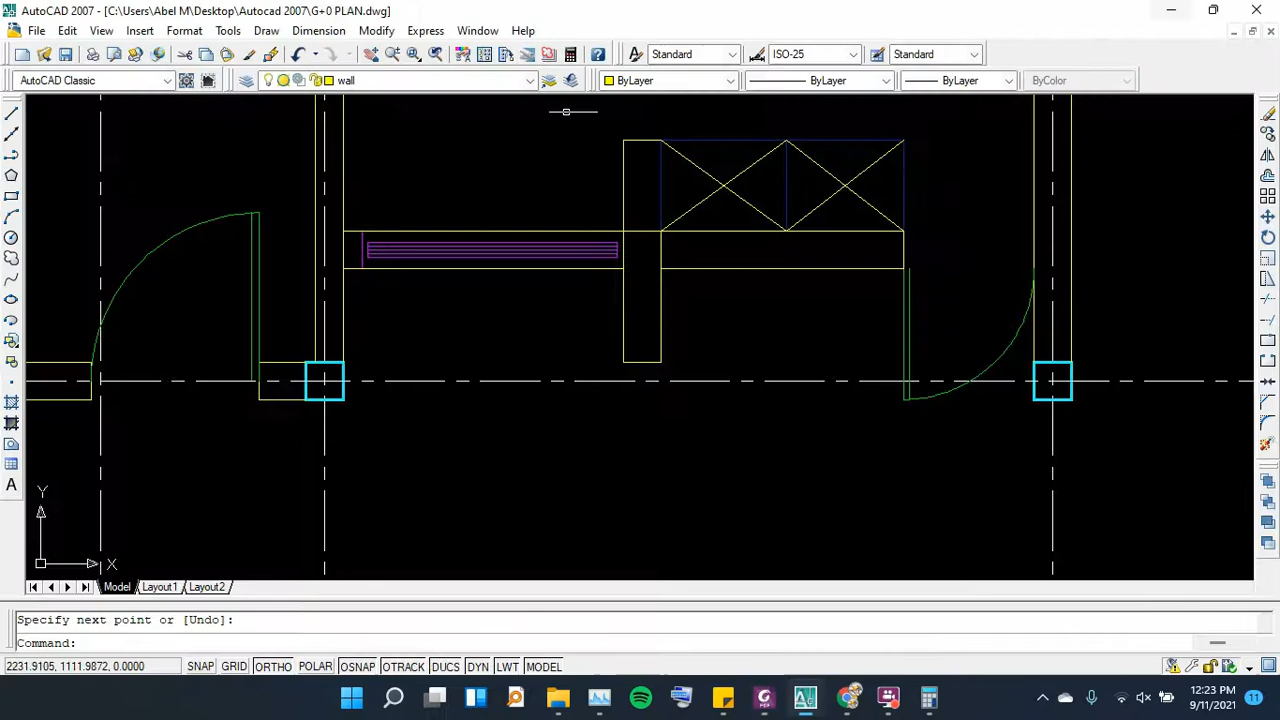 AutoCAD 2007 - [C:\Users\Abel M\Desktop\Autocad 2007\G+0 PLAN.dwg]
File Edit View Insert Format Tools Draw Dimension Modify Express Window Help
Standard ISO-25 Standard
AutoCAD Classic wall ByLayer ByLayer ByLayer ByColor
A
Y
X
Model Layout1 Layout2
Specify next point or [Undo]:
Command:
2231.9105, 1111.9872, 0.0000 SNAP GRID ORTHO POLAR OSNAP OTRACK DUCS DYN LWT MODEL
12:23 PM
9/11/2021
11